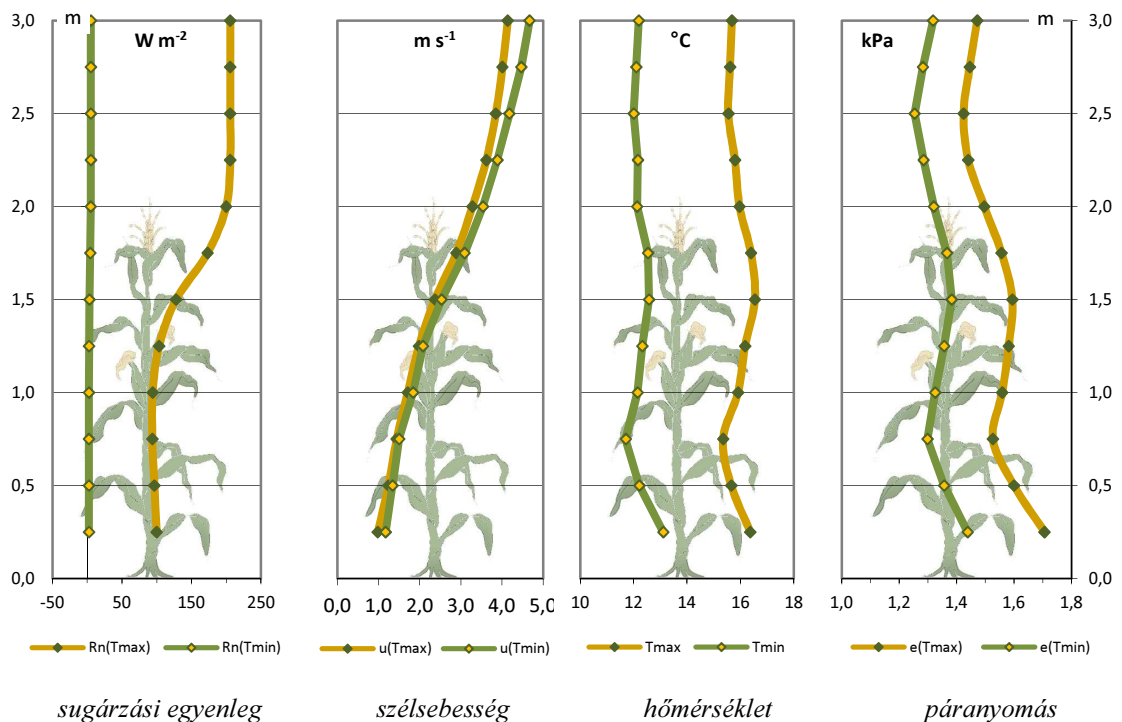 3,0 m W m⁻² m s⁻¹ °C kPa m 3,0
2,5 2,5
2,0 2,0
1,5 1,5
1,0 1,0
0,5 0,5
0,0 0,0
-50 50 150 250 0,0 1,0 2,0 3,0 4,0 5,0 10 12 14 16 18 1,0 1,2 1,4 1,6 1,8
Rn(Tmax) Rn(Tmin) u(Tmax) u(Tmin) Tmax Tmin e(Tmax) e(Tmin)
sugárzási egyenleg szélsebesség hőmérséklet páranyomás